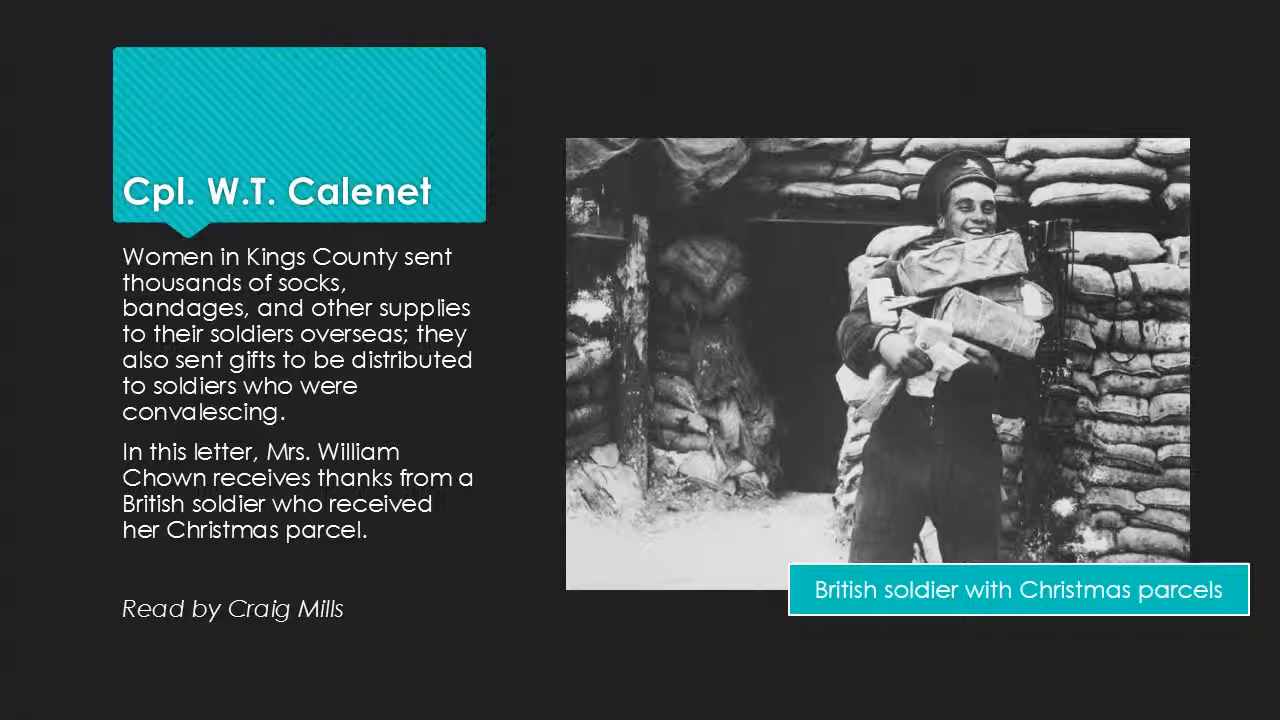 Cpl. W.T. Calenet
Women in Kings County sent
thousands of socks,
bandages, and other supplies
to their soldiers overseas; they
also sent gifts to be distributed
to soldiers who were
convalescing.
In this letter, Mrs. William
Chown receives thanks from a
British soldier who received
her Christmas parcel.
Read by Craig Mills
British soldier with Christmas parcels